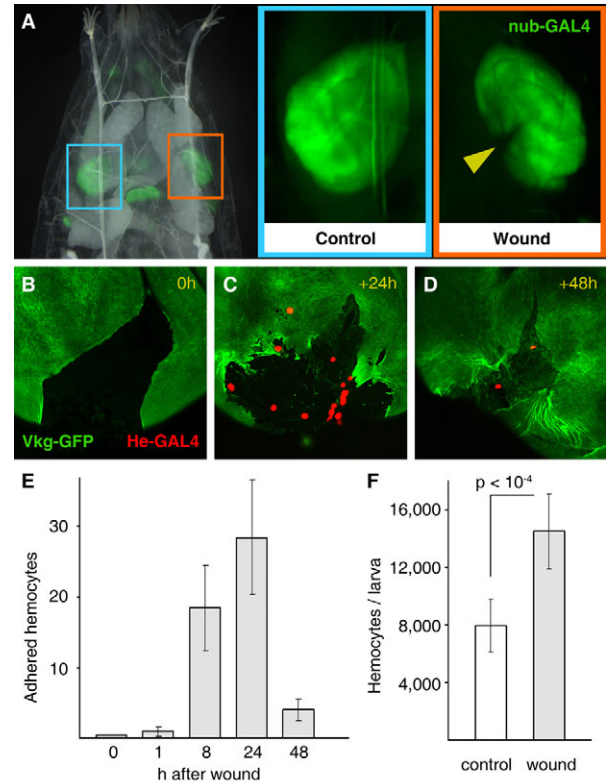 A
nub-GAL4
Control
Wound
B
0h
Vkg-GFP
He-GAL4
C
+24h
D
+48h
E
Adhered hemocytes
30
20
10
0 1 8 24 48
h after wound
F
p < 10-4
Hemocytes / larva
16,000
12,000
8,000
4,000
control wound